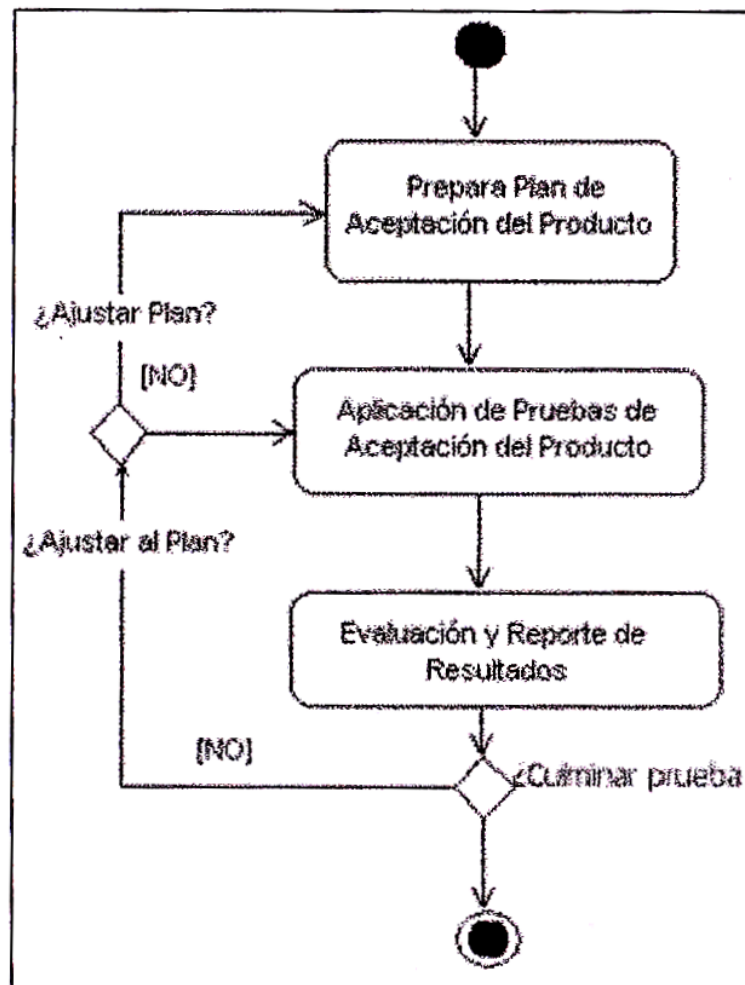 Prepara Plan de
Aceptación del Producto
¿Ajustar Plan?
[NO]
Aplicación de Pruebas de
Aceptación del Producto
¿Ajustar al Plan?
Evaluación y Reporte de
Resultados
[NO]
¿Culminar prueba